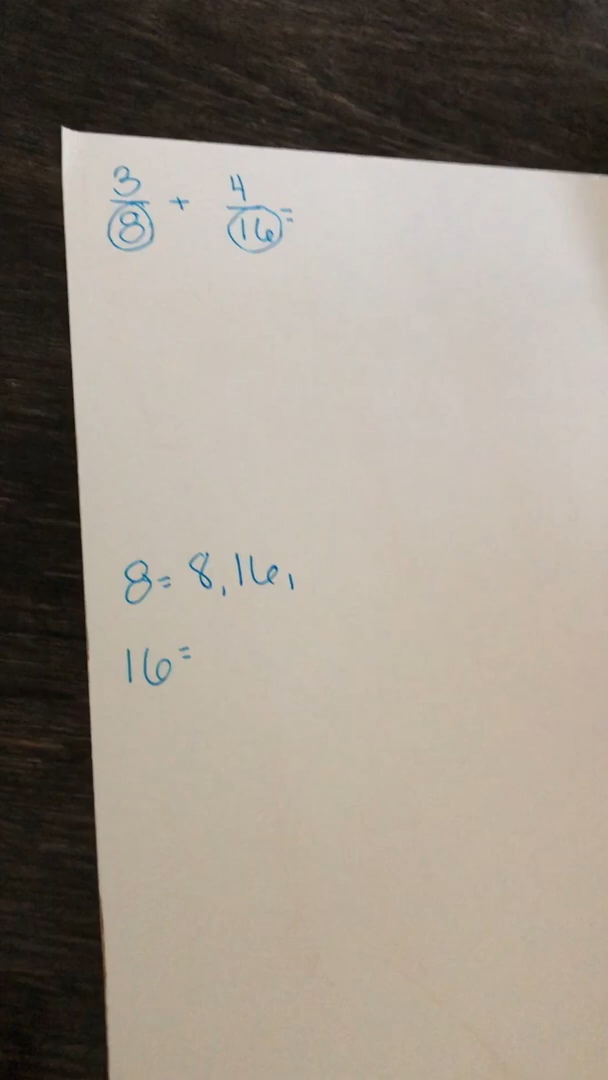 3/8 + 4/16 =
8 = 8, 16,
16 =